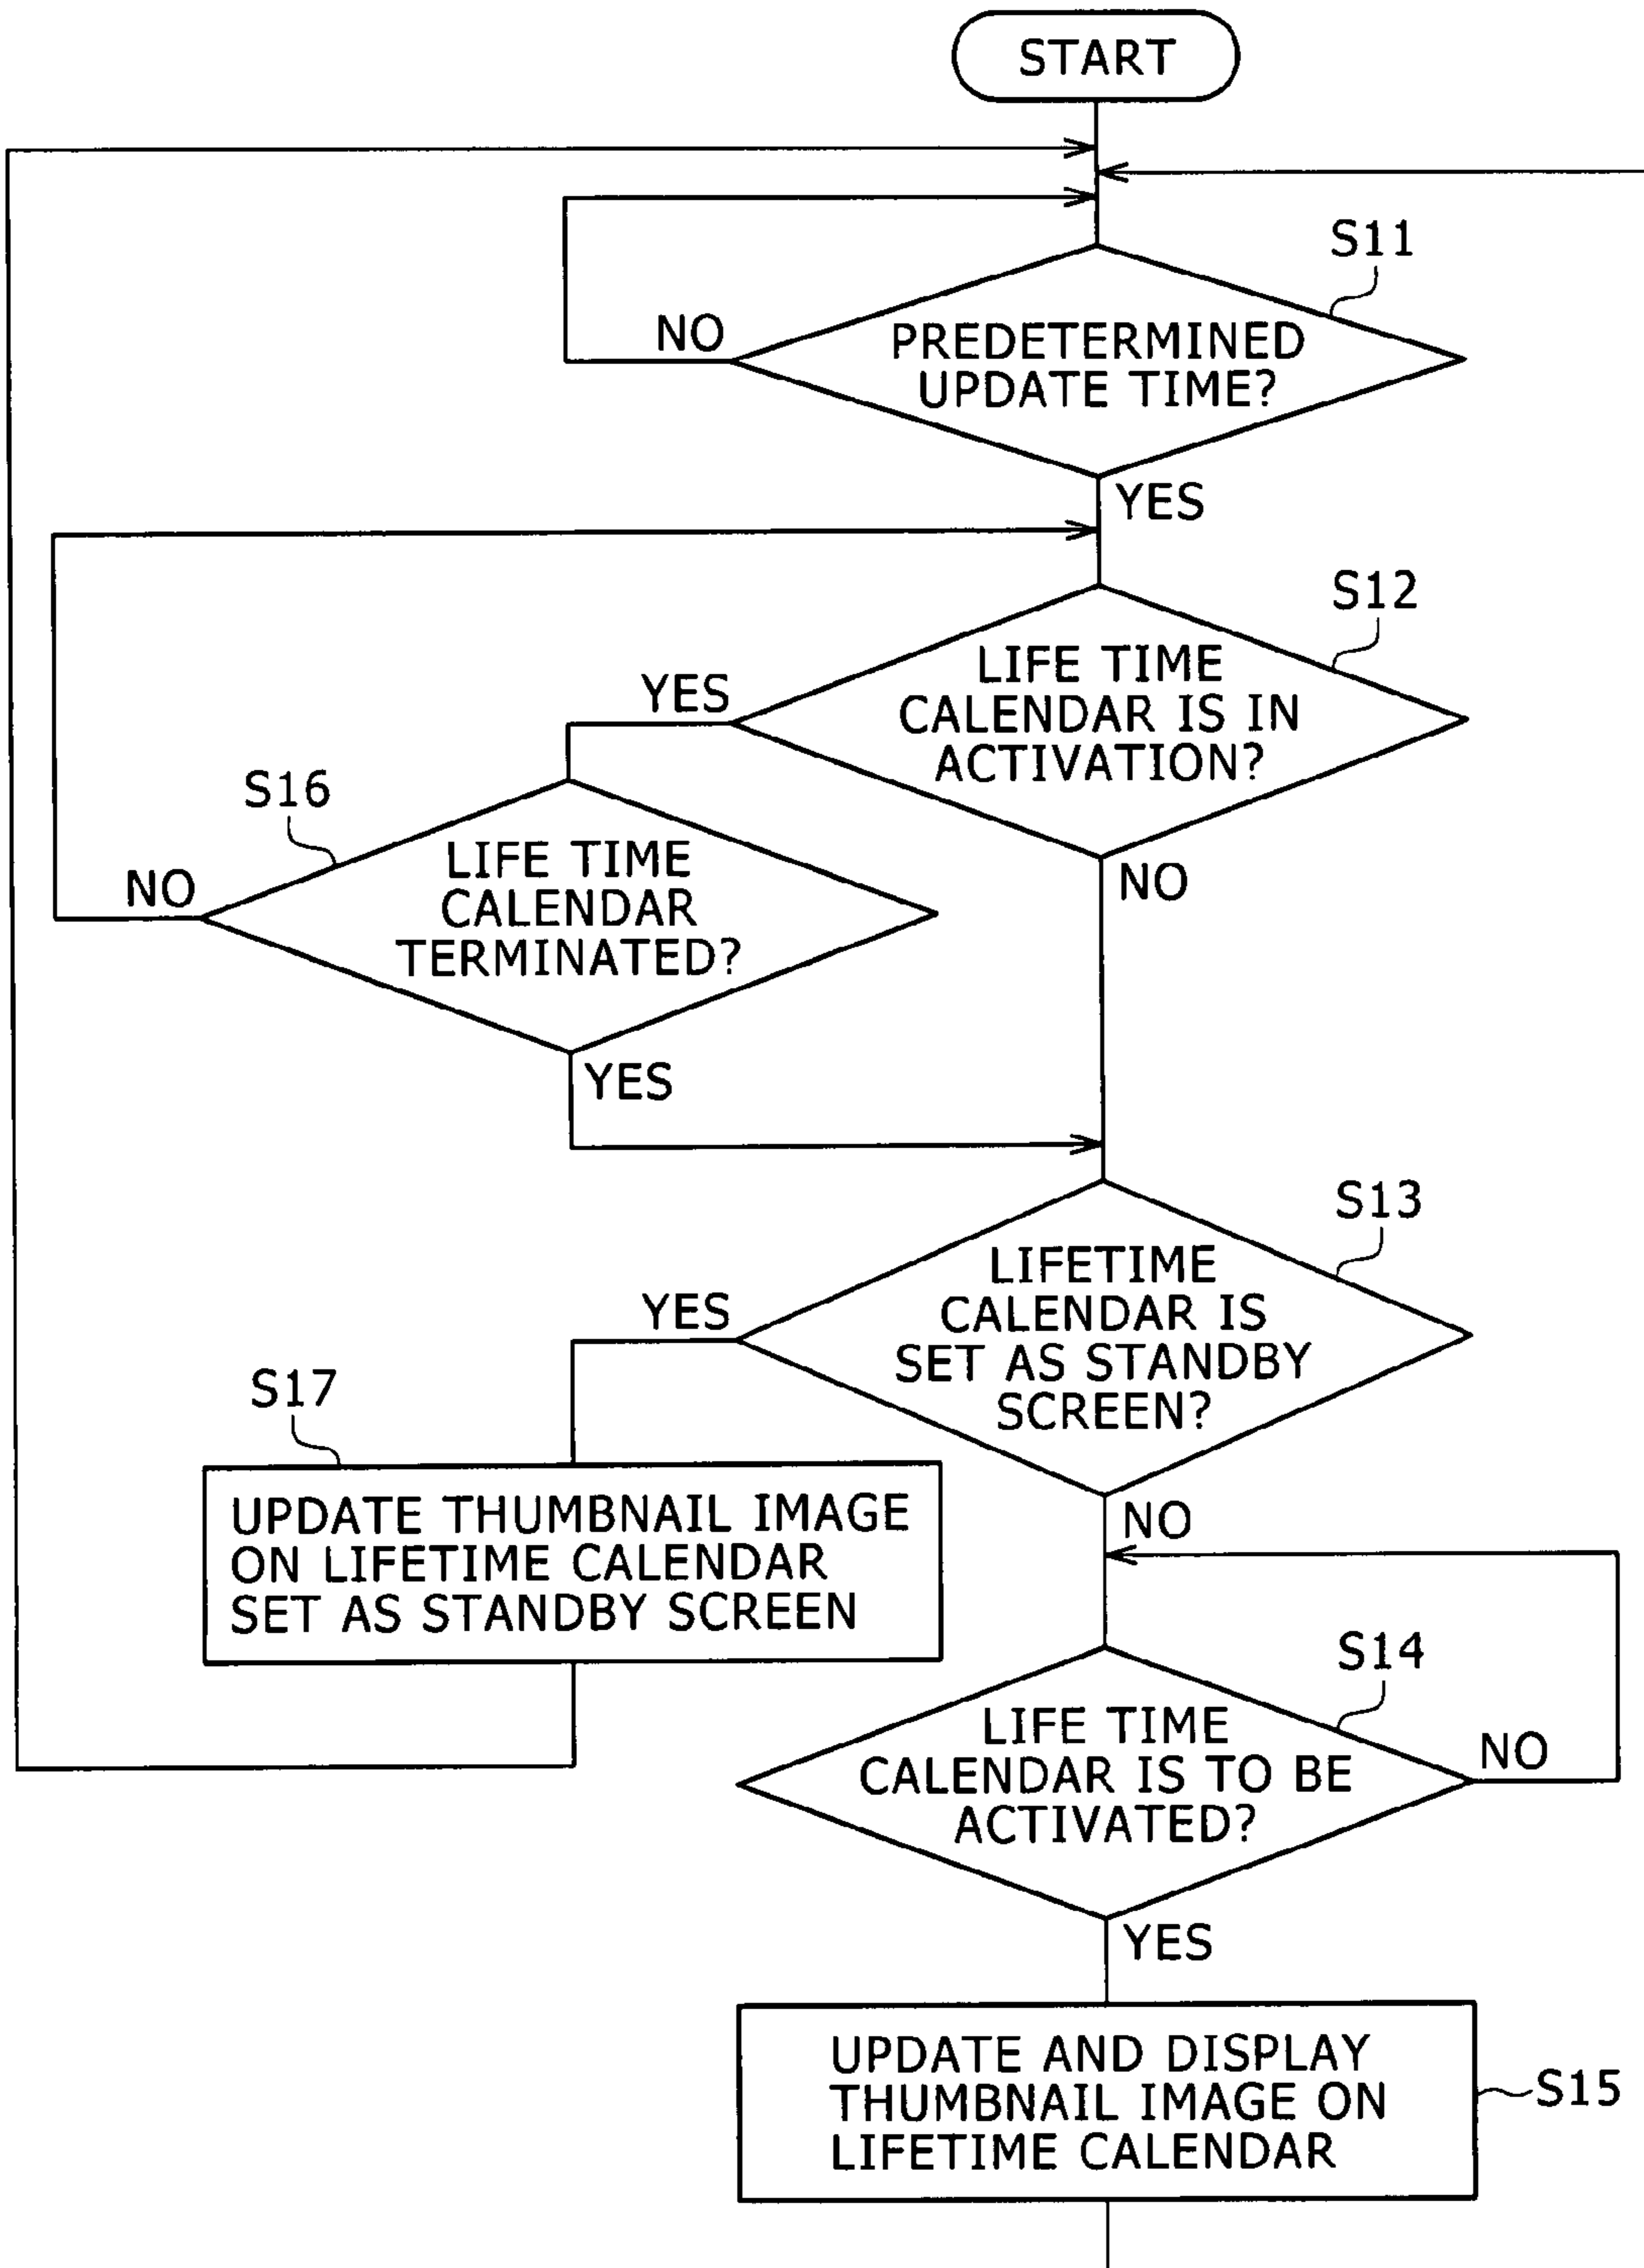 START
S11
NO
PREDETERMINED
UPDATE TIME?
YES
S12
YES
LIFE TIME
CALENDAR IS IN
ACTIVATION?
S16
NO
LIFE TIME
CALENDAR
TERMINATED?
NO
YES
S13
YES
LIFETIME
CALENDAR IS
SET AS STANDBY
SCREEN?
S17
UPDATE THUMBNAIL IMAGE
ON LIFETIME CALENDAR
SET AS STANDBY SCREEN
NO
S14
LIFE TIME
CALENDAR IS TO BE
ACTIVATED?
NO
YES
UPDATE AND DISPLAY
THUMBNAIL IMAGE ON
LIFETIME CALENDAR
S15